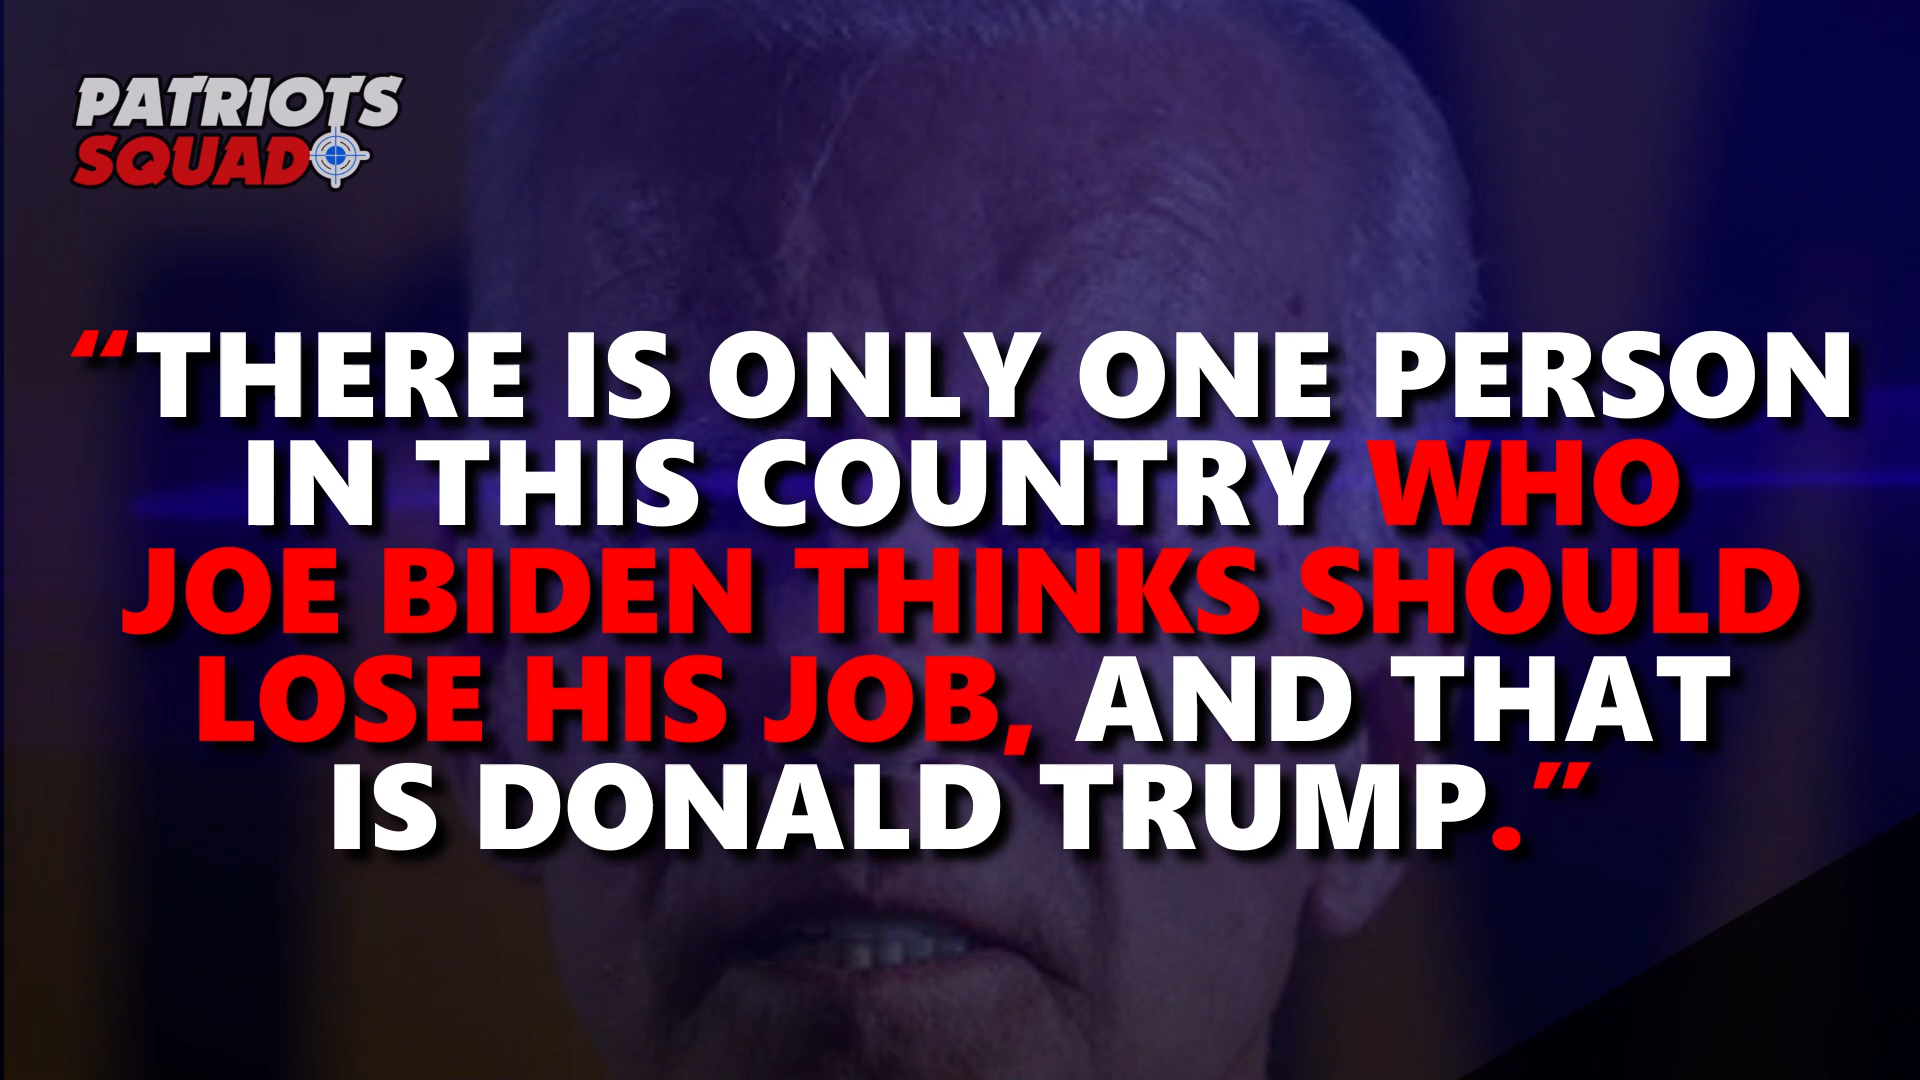 PATRIOTS
SQUAD
“THERE IS ONLY ONE PERSON
IN THIS COUNTRY WHO
JOE BIDEN THINKS SHOULD
LOSE HIS JOB, AND THAT
IS DONALD TRUMP.”